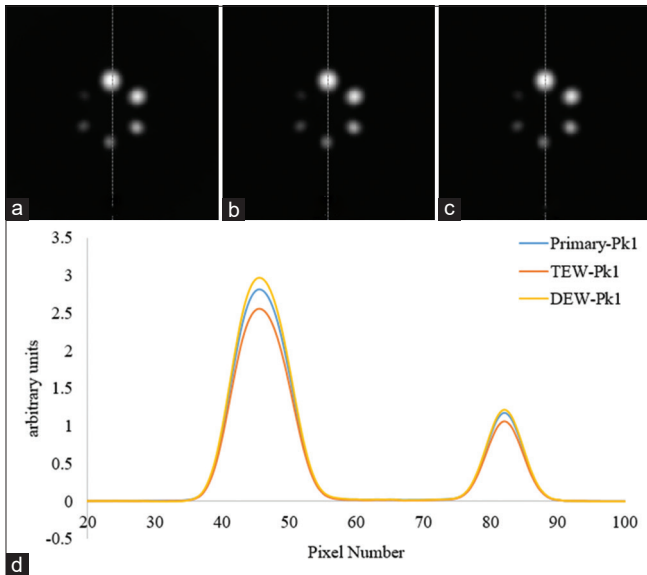 a
b
c
3.5
3
2.5
2
1.5
1
0.5
0
-0.5
arbitrary units
Primary-Pk1
TEW-Pk1
DEW-Pk1
20 30 40 50 60 70 80 90 100
Pixel Number
d